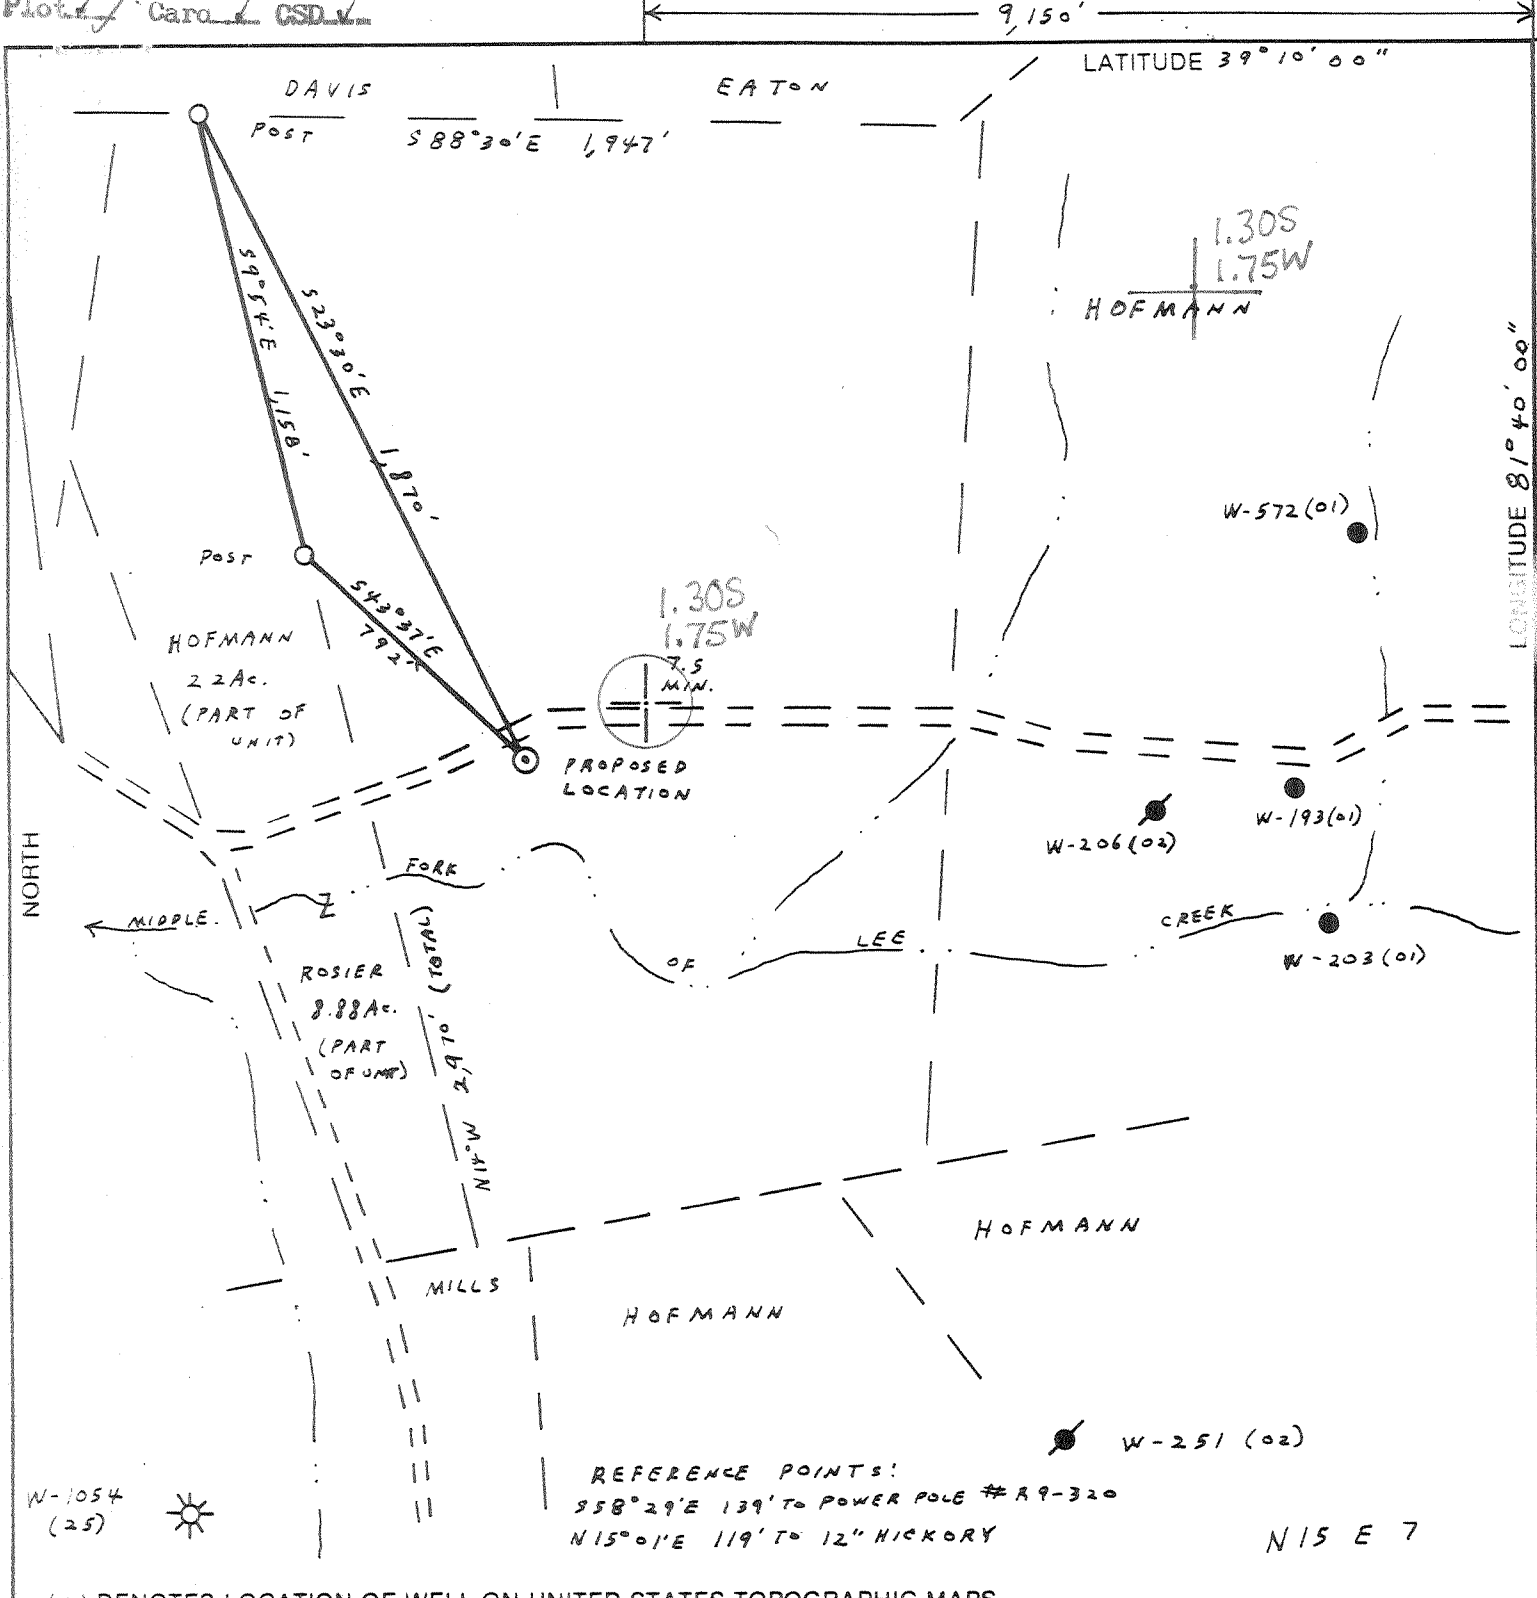 Plot Card CSD
9,150'
LATITUDE 39° 10' 00"
DAVIS
EATON
POST
S88°30'E 1,947'
1.30S
1.75W
HOFMANN
S9°54'E 1,158'
S23°30'E 1,870'
LONGITUDE 81° 40' 00"
W-572(01)
POST
S43°37'E
792'
1.30S
1.75W
7.5
MIN.
HOFMANN
22Ac.
(PART OF
UNIT)
PROPOSED
LOCATION
W-193(01)
W-206(02)
NORTH
MIDDLE
FORK
OF
LEE
CREEK
W-203(01)
ROSIER
8.88Ac.
(PART
OF UNIT)
N14°W 2,970' (TOTAL)
HOFMANN
MILLS
HOFMANN
W-251 (02)
REFERENCE POINTS:
S58°29'E 139' TO POWER POLE # R9-320
N15°01'E 119' TO 12" HICKORY
W-1054
(25)
N 15 E 7
DENOTES LOCATION OF WELL ON UNITED STATES TOPOGRAPHIC MAPS